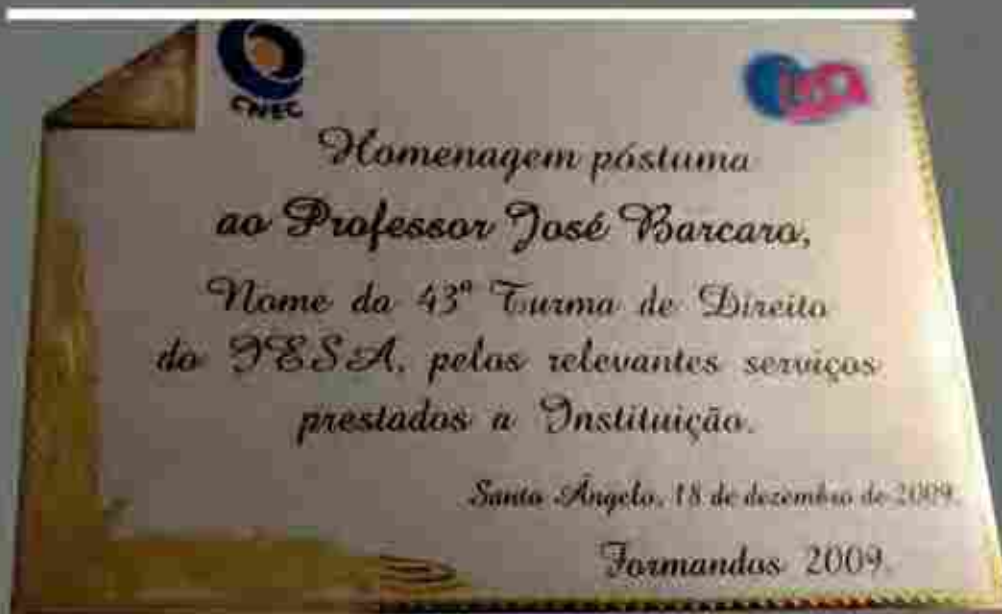 CNEC
iesa
Homenagem póstuma
ao Professor José Barcaro,
Nome da 43ª Turma de Direito
do IESA, pelos relevantes serviços
prestados a Instituição.
Santo Ângelo, 18 de dezembro de 2009.
Formandos 2009.